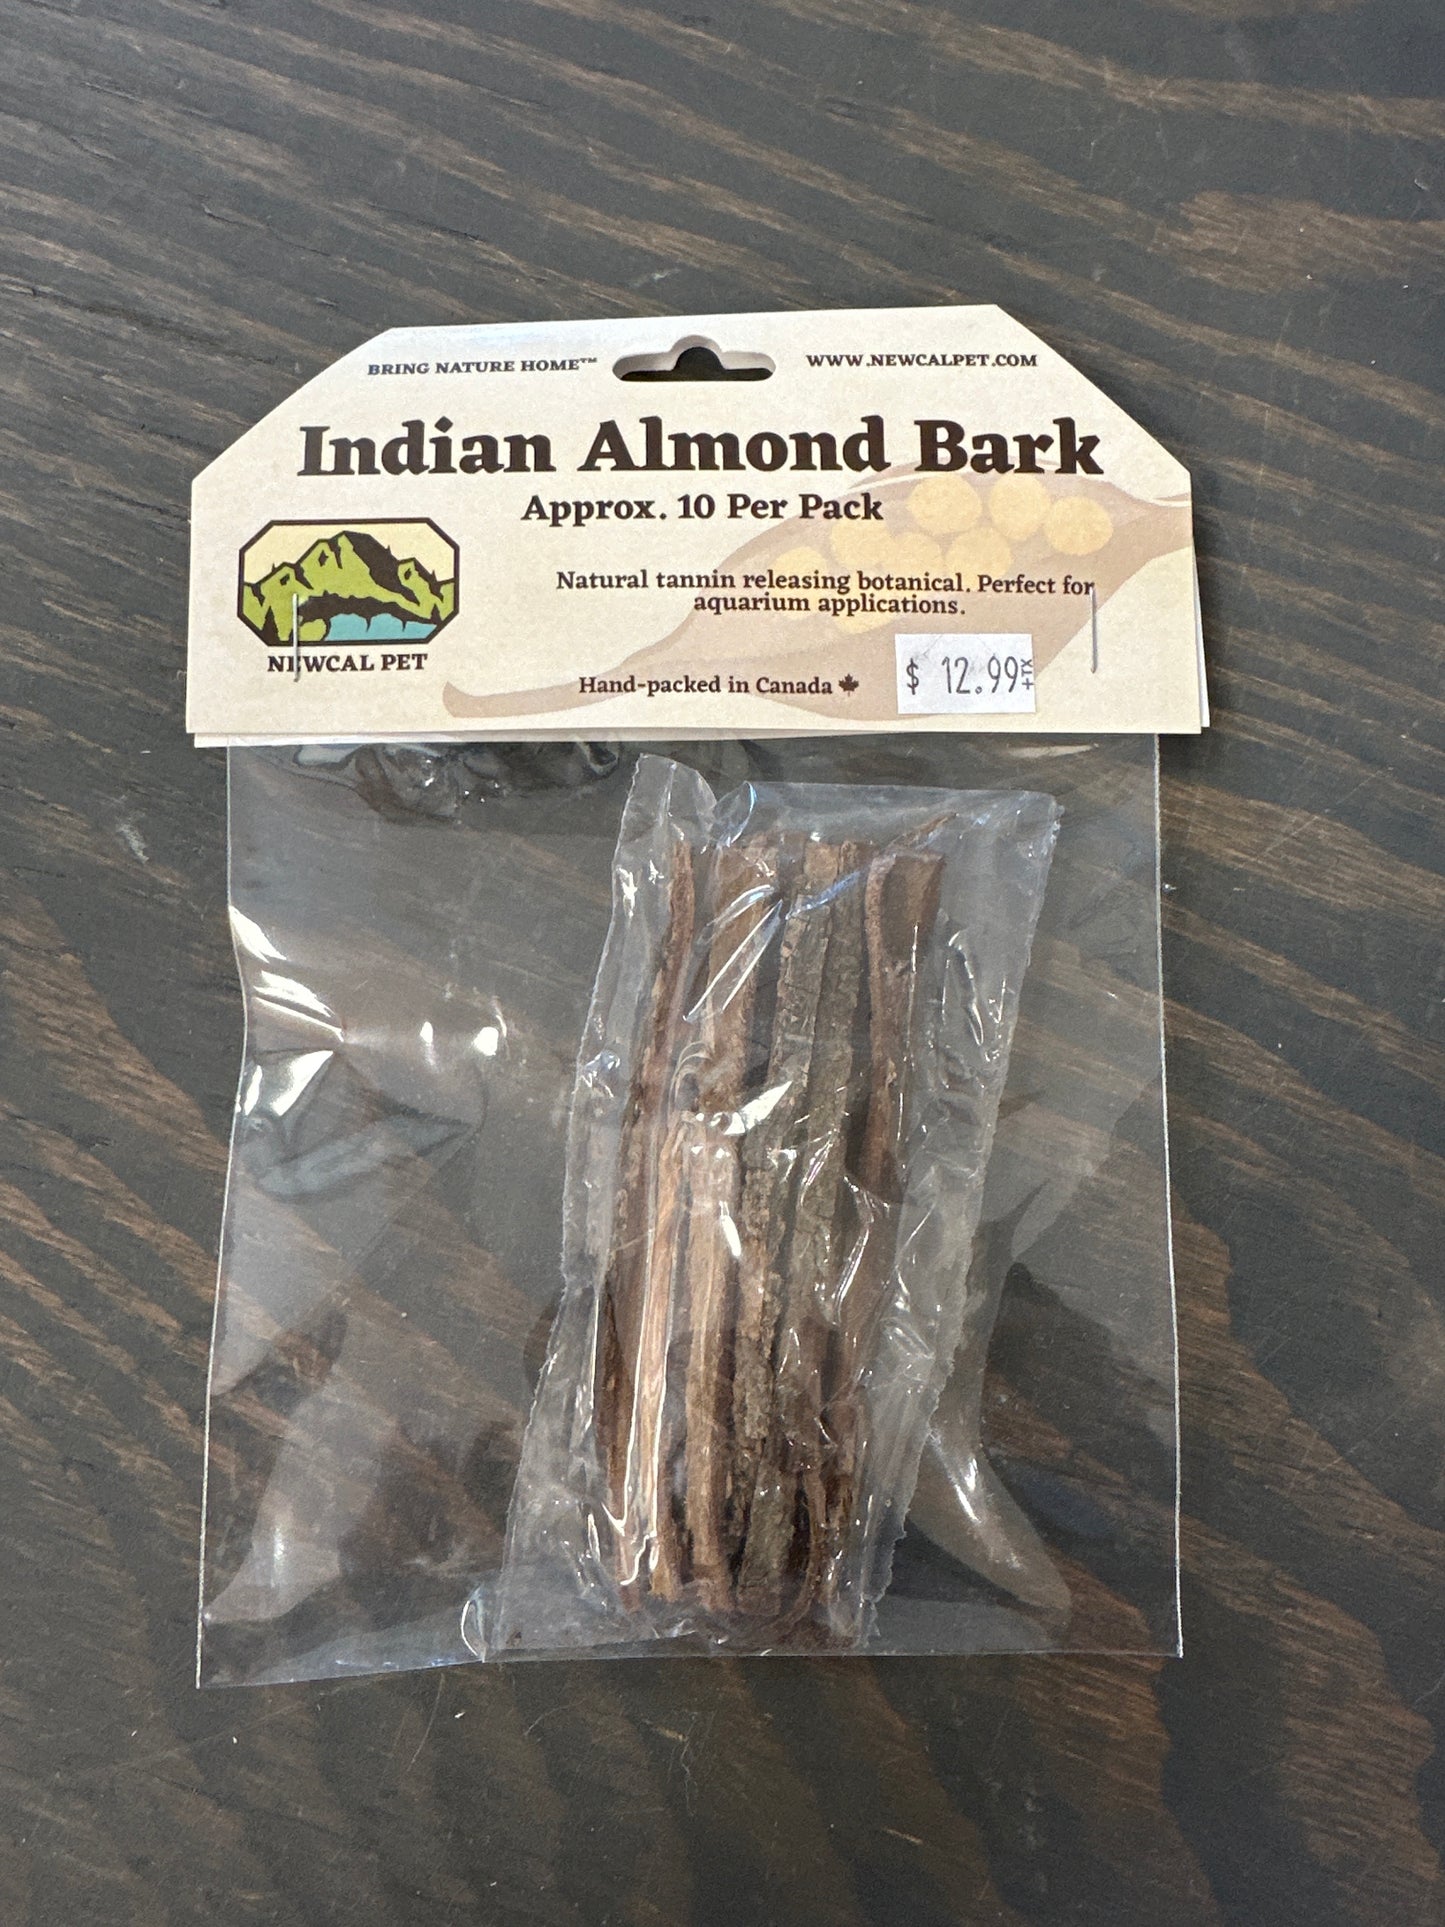 BRING NATURE HOME™
WWW.NEWCALPET.COM
Indian Almond Bark
Approx. 10 Per Pack
Natural tannin releasing botanical. Perfect for
aquarium applications.
NEWCAL PET
Hand-packed in Canada
$ 12.99+TX